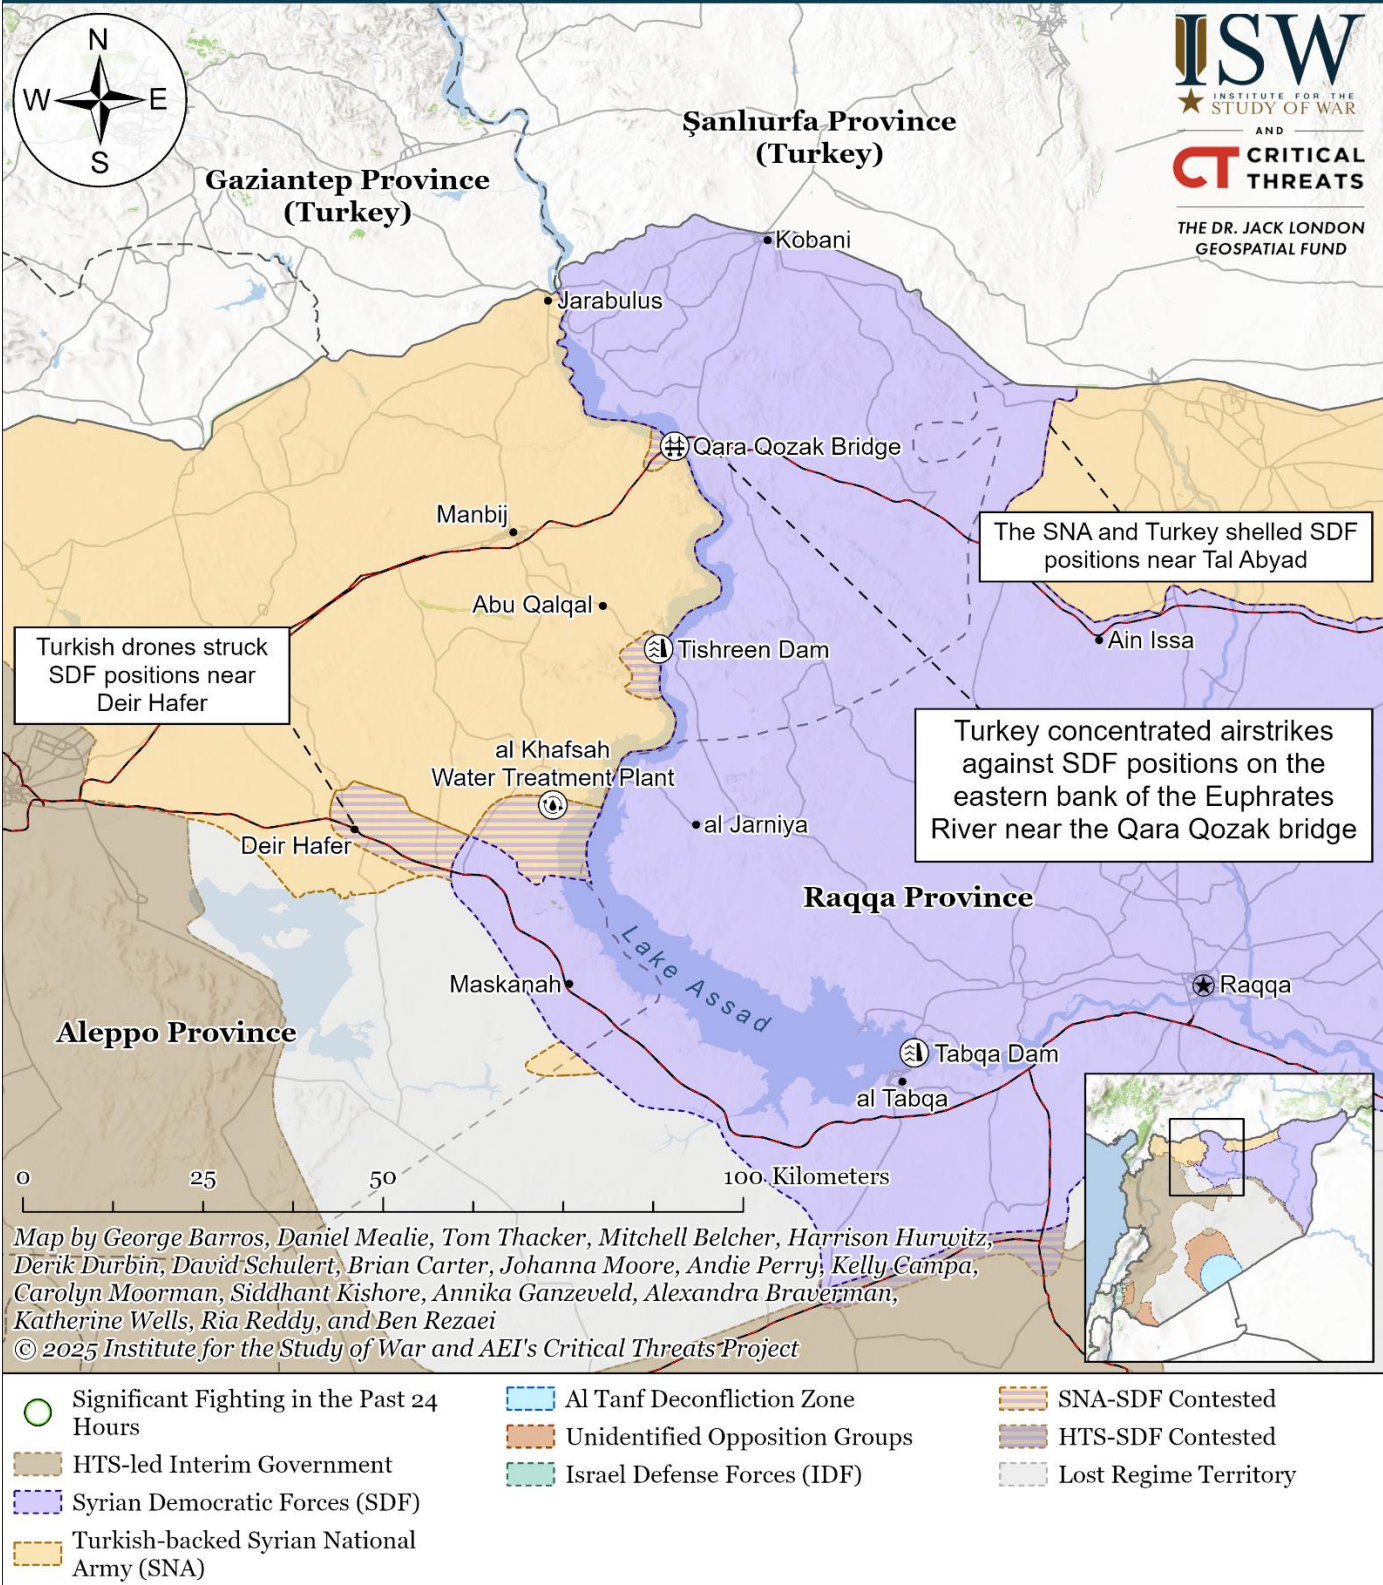 N
W
E
S
ISW
INSTITUTE FOR THE
STUDY OF WAR
AND
CT CRITICAL
THREATS
THE DR. JACK LONDON
GEOSPATIAL FUND
Şanlıurfa Province
(Turkey)
Gaziantep Province
(Turkey)
Kobani
Jarabulus
Qara Qozak Bridge
Manbij
The SNA and Turkey shelled SDF
positions near Tal Abyad
Abu Qalqal
Tishreen Dam
Ain Issa
Turkish drones struck
SDF positions near
Deir Hafer
Turkey concentrated airstrikes
against SDF positions on the
eastern bank of the Euphrates
River near the Qara Qozak bridge
al Khafsah
Water Treatment Plant
al Jarniya
Deir Hafer
Raqqa Province
Lake Assad
Maskanah
Raqqa
Aleppo Province
Tabqa Dam
al Tabqa
0 25 50 100 Kilometers
Map by George Barros, Daniel Mealie, Tom Thacker, Mitchell Belcher, Harrison Hurwitz,
Derik Durbin, David Schulert, Brian Carter, Johanna Moore, Andie Perry, Kelly Campa,
Carolyn Moorman, Siddhant Kishore, Annika Ganzeveld, Alexandra Braverman,
Katherine Wells, Ria Reddy, and Ben Rezaei
© 2025 Institute for the Study of War and AEI's Critical Threats Project
Significant Fighting in the Past 24
Hours
HTS-led Interim Government
Syrian Democratic Forces (SDF)
Turkish-backed Syrian National
Army (SNA)
Al Tanf Deconfliction Zone
Unidentified Opposition Groups
Israel Defense Forces (IDF)
SNA-SDF Contested
HTS-SDF Contested
Lost Regime Territory